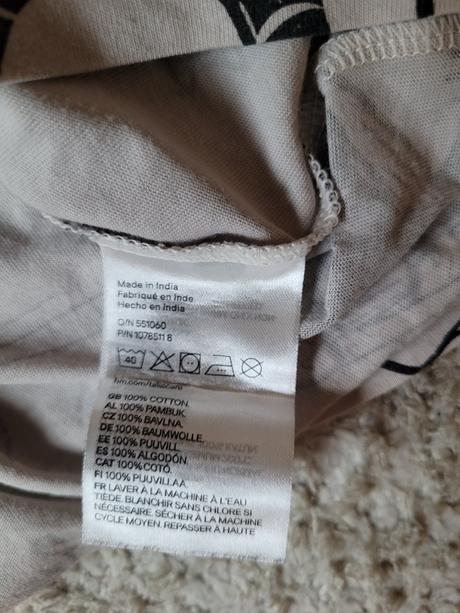 Made in India
Fabriqué en Inde
Hecho en India
O/N 551060
P/N 1076511 8
40
hm.com/takecare
GB 100% COTTON.
AL 100% PAMBUK.
CZ 100% BAVLNA.
DE 100% BAUMWOLLE.
EE 100% PUUVILL.
ES 100% ALGODÓN.
CAT 100% COTÓ.
FI 100% PUUVILLAA.
FR LAVER À LA MACHINE À L'EAU
TIÈDE. BLANCHIR SANS CHLORE SI
NÉCESSAIRE. SÉCHER À LA MACHINE
CYCLE MOYEN. REPASSER À HAUTE